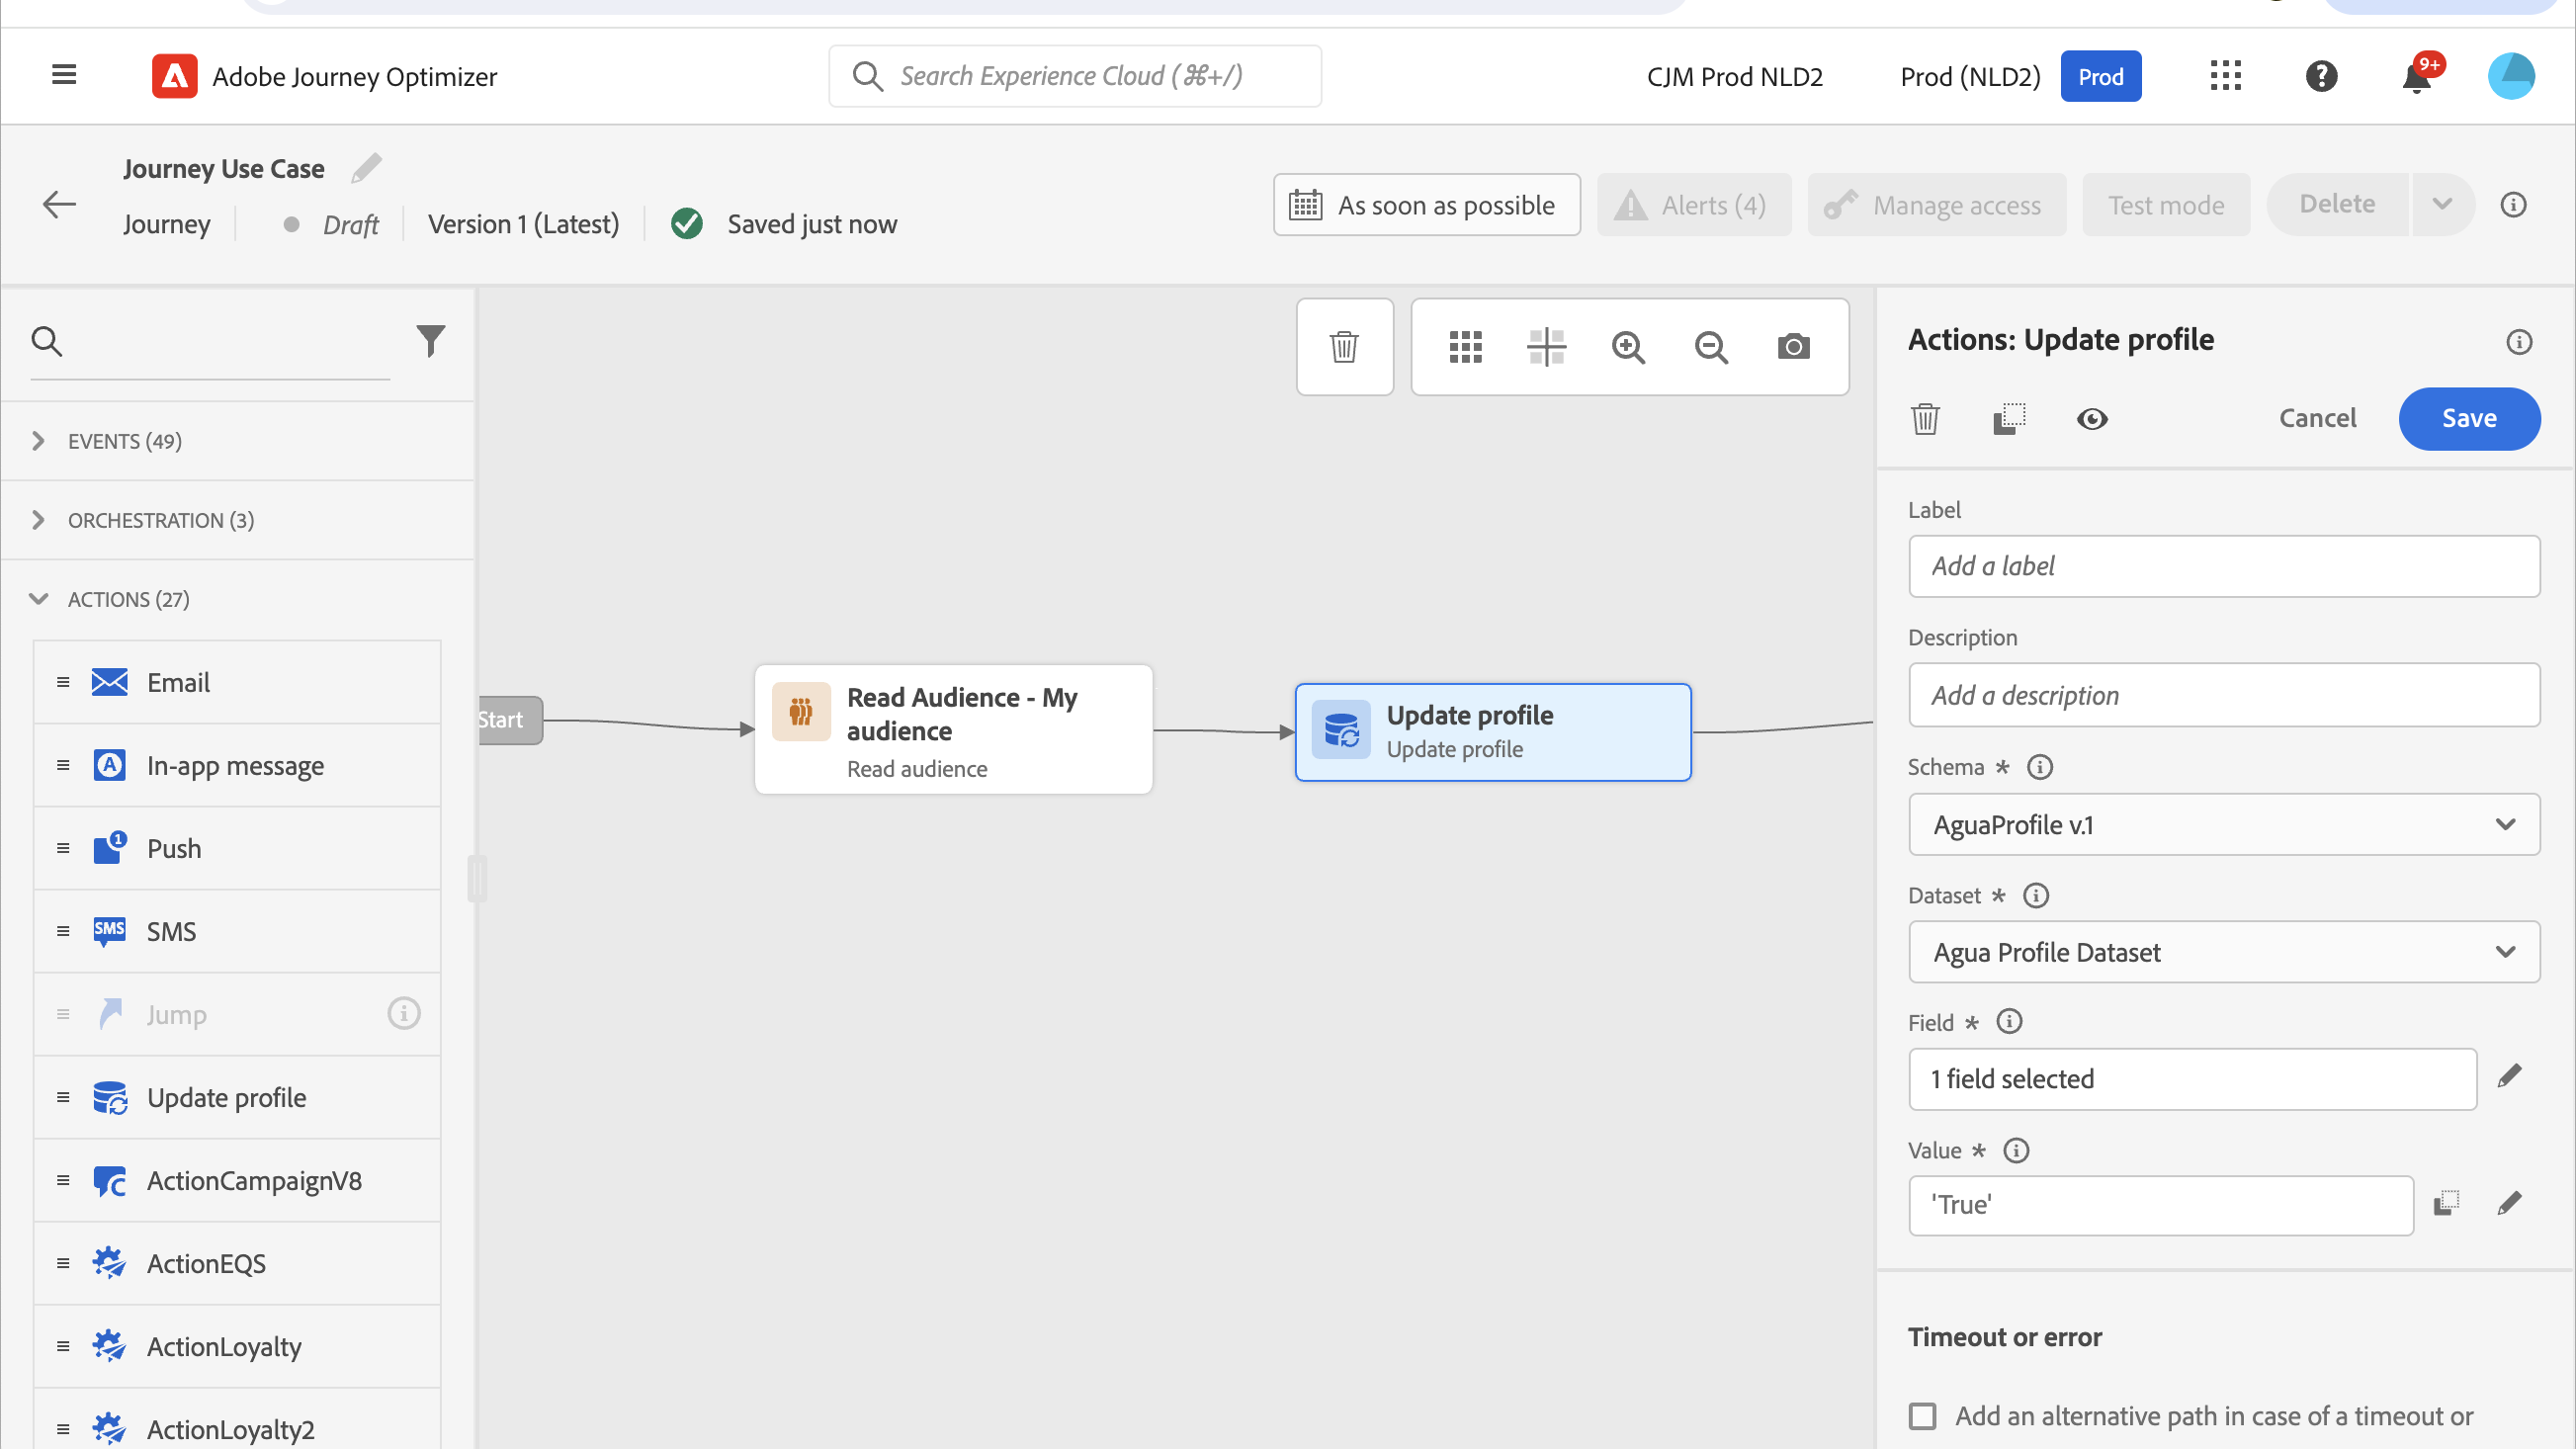 Adobe Journey Optimizer
Search Experience Cloud (⌘+/)
CJM Prod NLD2
Prod (NLD2)
Prod
9+
Journey Use Case
Journey
Draft
Version 1 (Latest)
Saved just now
As soon as possible
Alerts (4)
Manage access
Test mode
Delete
EVENTS (49)
ORCHESTRATION (3)
ACTIONS (27)
Email
In-app message
1
Push
SMS
SMS
Jump
Update profile
ActionCampaignV8
ActionEQS
ActionLoyalty
ActionLoyalty2
Start
Read Audience - My
audience
Read audience
Update profile
Update profile
Actions: Update profile
Cancel
Save
Label
Add a label
Description
Add a description
Schema *
AguaProfile v.1
Dataset *
Agua Profile Dataset
Field *
1 field selected
Value *
'True'
Timeout or error
Add an alternative path in case of a timeout or